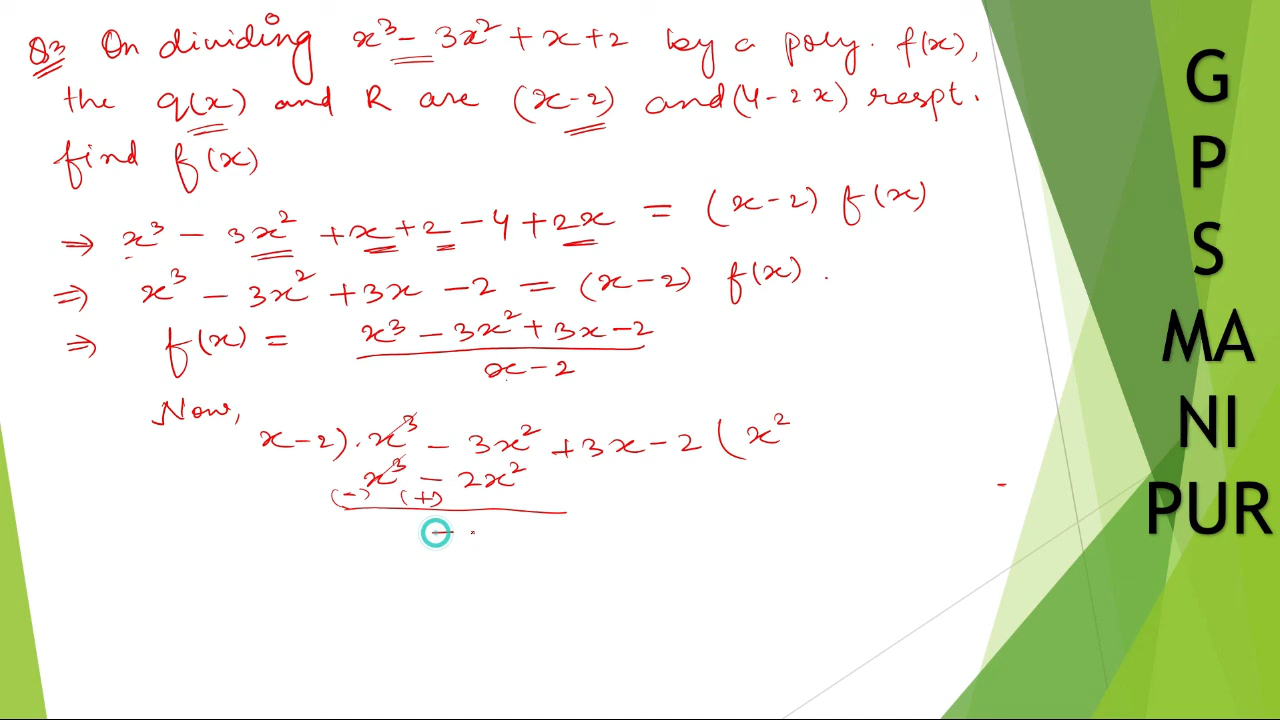 Q3 On dividing x³ - 3x² + x + 2 by a poly. f(x),
the q(x) and R are (x-2) and (4-2x) respt.
find f(x)
⇒ x³ - 3x² + x + 2 - 4 + 2x = (x-2) f(x)
⇒ x³ - 3x² + 3x - 2 = (x-2) f(x).
⇒ f(x) = x³ - 3x² + 3x - 2
x - 2
Now,
x-2) x³ - 3x² + 3x - 2 ( x²
x³ - 2x²
(-) (+)
-
G
P
S
MA
NI
PUR